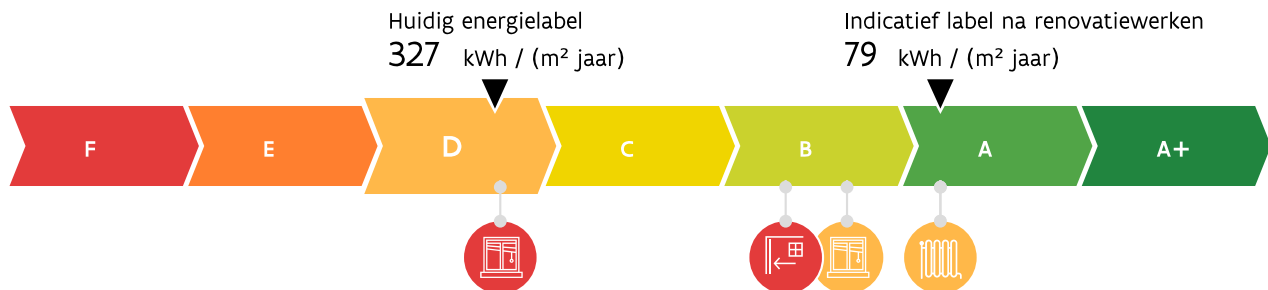 Huidig energielabel
327 kWh / (m² jaar)
Indicatief label na renovatiewerken
79 kWh / (m² jaar)
F E D C B A A+